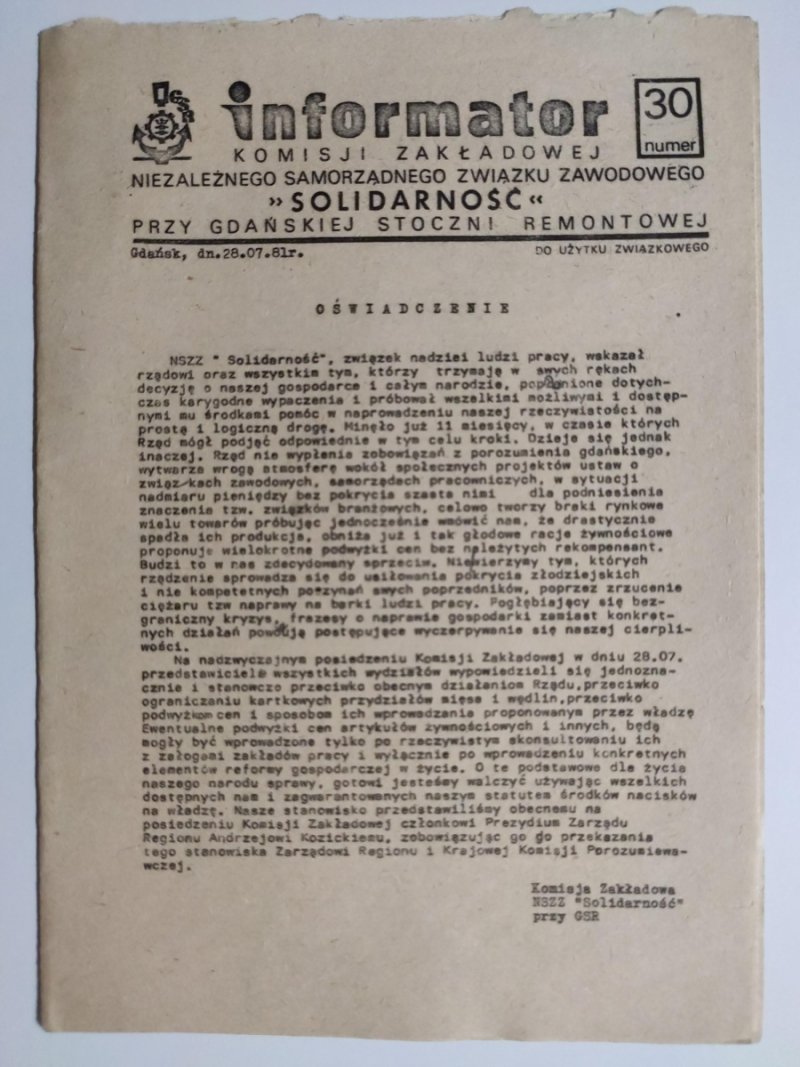 GSR
informator
30
numer
KOMISJI ZAKŁADOWEJ
NIEZALEŻNEGO SAMORZĄDNEGO ZWIĄZKU ZAWODOWEGO
»SOLIDARNOŚĆ«
PRZY GDAŃSKIEJ STOCZNI REMONTOWEJ
Gdańsk, dn.28.07.81r.
DO UŻYTKU ZWIĄZKOWEGO
OŚWIADCZENIE
NSZZ " Solidarność", związek nadziei ludzi pracy, wskazał
rządowi oraz wszystkim tym, którzy trzymają w swych rękach
decyzję o naszej gospodarce i całym narodzie, popełnione dotych-
czas karygodne wypaczenia i próbował wszelkimi możliwymi i dostęp-
nymi mu środkami pomóc w naprowadzeniu naszej rzeczywistości na
prostą i logiczną drogę. Minęło już 11 miesięcy, w czasie których
Rząd mógł podjąć odpowiednie w tym celu kroki. Dzieje się jednak
inaczej. Rząd nie wypłenia zobowiązań z porozumienia gdańskiego,
wytwarza wrogą atmosferę wokół społecznych projektów ustaw o
związkach zawodowych, samorządach pracowniczych, w sytuacji
nadmiaru pieniędzy bez pokrycia szasta nimi dla podniesienia
znaczenia tzw. związków branżowych, celowo tworzy braki rynkowe
wielu towarów próbując jednocześnie wmówić nam, że drastycznie
spadła ich produkcja, obniża już i tak głodowe racje żywnościowe
proponuje wielokrotne podwyżki cen bez należytych rekompensant.
Budzi to w nas zdecydowany sprzeciw. Niewierzymy tym, których
rządzenie sprowadza się do usiłowania pokrycia złodziejskich
i nie kompetetnych poczynań swych poprzedników, poprzez zrzucenie
ciężaru tzw naprawy na barki ludzi pracy. Pogłębiający się bez-
graniczny kryzys, frazesy o naprawie gospodarki zamiast konkret-
nych działań powodują postępujące wyczerpywanie się naszej cierpli-
wości.
Na nadzwyczajnym posiedzeniu Komisji Zakładowej w dniu 28.07.
przedstawiciele wszystkich wydziałów wypowiedzieli się jednozna-
cznie i stanowczo przeciwko obecnym działaniom Rządu,przeciwko
ograniczaniu kartkowych przydziałów mięsa i wędlin,przeciwko
podwyżkom cen i sposobom ich wprowadzania proponowanym przez władzę
Ewentualne podwyżki cen artykułów żywnościowych i innych, będą
mogły być wprowadzone tylko po rzeczywistym skonsultowaniu ich
z załogami zakładów pracy i wyłącznie po wprowadzeniu konkretnych
elementów reformy gospodarczej w życie. O te podstawowe dla życia
naszego narodu sprawy, gotowi jesteśmy walczyć używając wszelkich
dostępnych nam i zagwarantowanych naszym statutem środków nacisków
na władzę. Nasze stanowisko przedstawiliśmy obecnemu na
posiedzeniu Komisji Zakładowej członkowi Prezydium Zarządu
Regionu Andrzejowi Kozickiemu, zobowiązując go do przekazania
tego stanowiska Zarządowi Regionu i Krajowej Komisji Porozumiewa-
wczej.
Komisja Zakładowa
NSZZ "Solidarność"
przy GSR